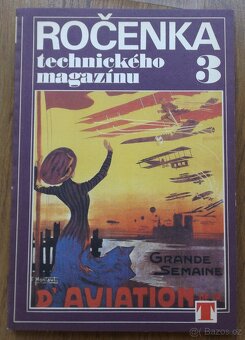 ROČENKA
technického
magazínu 3
GRANDE
SEMAINE
D'AVIATION
T
© Bazos.cz